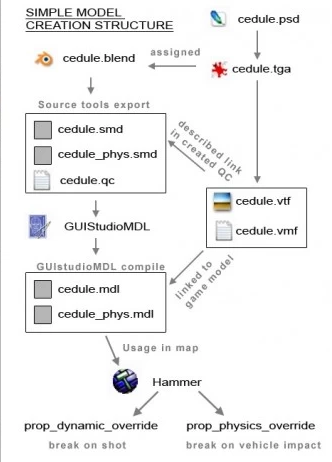 SIMPLE MODEL
CREATION STRUCTURE
cedule.psd
assigned
cedule.blend
cedule.tga
Source tools export
described link
in created QC
cedule.smd
cedule_phys.smd
cedule.qc
cedule.vtf
cedule.vmf
GUIStudioMDL
GUIstudioMDL compile
linked to
game model
cedule.mdl
cedule_phys.mdl
Usage in map
Hammer
prop_dynamic_override
prop_physics_override
break on shot
break on vehicle impact